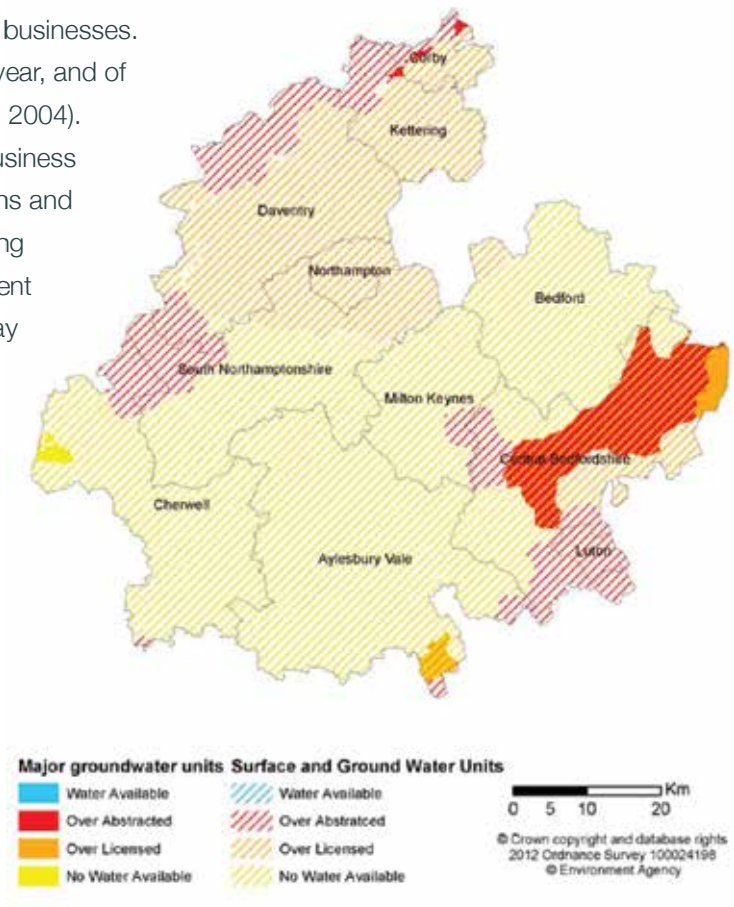 businesses.
year, and of
2004).
usiness
ns and
ng
ent
ay
Corby
Kettering
Daventry
Northampton
Bedford
South Northamptonshire
Milton Keynes
Central Bedfordshire
Cherwell
Aylesbury Vale
Luton
Major groundwater units
Water Available
Over Abstracted
Over Licensed
No Water Available
Surface and Ground Water Units
Water Available
Over Abstratced
Over Licensed
No Water Available
Km
0 5 10 20
© Crown copyright and database rights
2012 Ordnance Survey 100024198
© Environment Agency